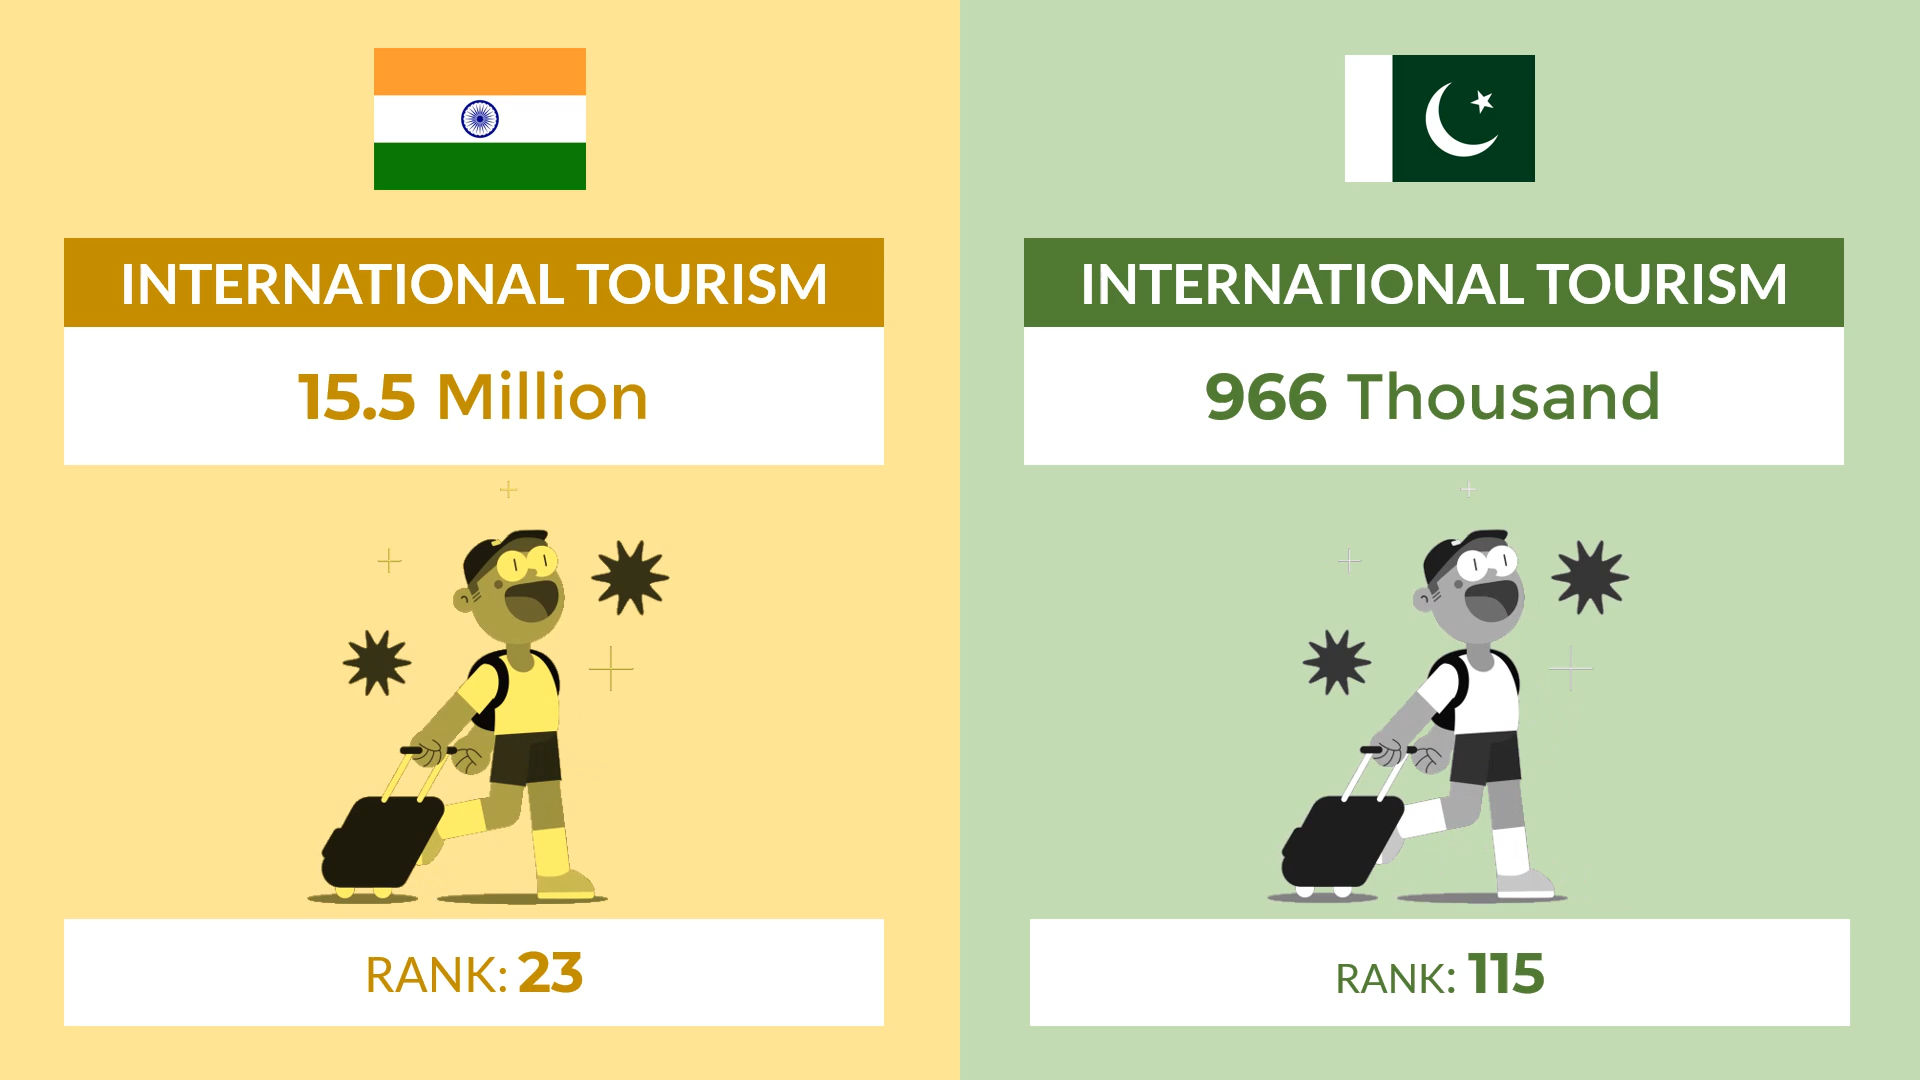 INTERNATIONAL TOURISM
15.5 Million
RANK: 23
INTERNATIONAL TOURISM
966 Thousand
RANK: 115